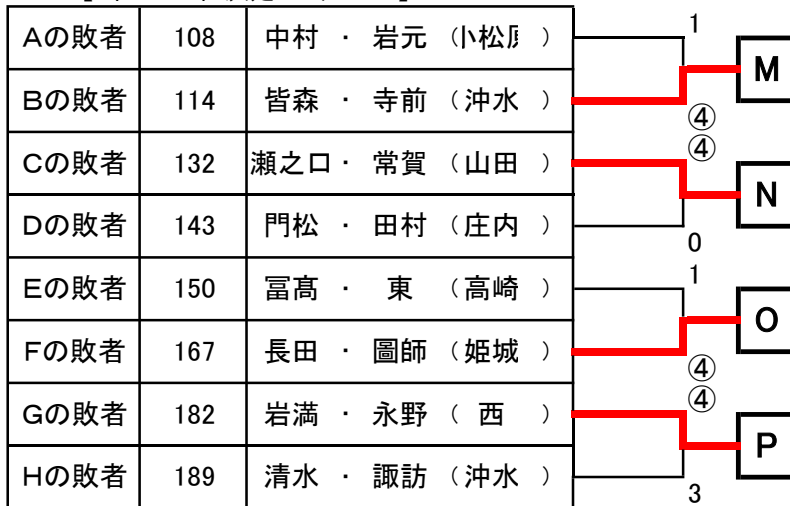 Aの敗者 108 中村 ・ 岩元 （小松原 ） 1
M
Bの敗者 114 皆森 ・ 寺前 （沖水 ） ④
Cの敗者 132 瀬之口・ 常賀 （山田 ） ④
N
Dの敗者 143 門松 ・ 田村 （庄内 ） 0
Eの敗者 150 冨髙 ・ 東 （高崎 ） 1
O
Fの敗者 167 長田 ・ 圖師 （姫城 ） ④
Gの敗者 182 岩満 ・ 永野 （ 西 ） ④
P
Hの敗者 189 清水 ・ 諏訪 （沖水 ） 3